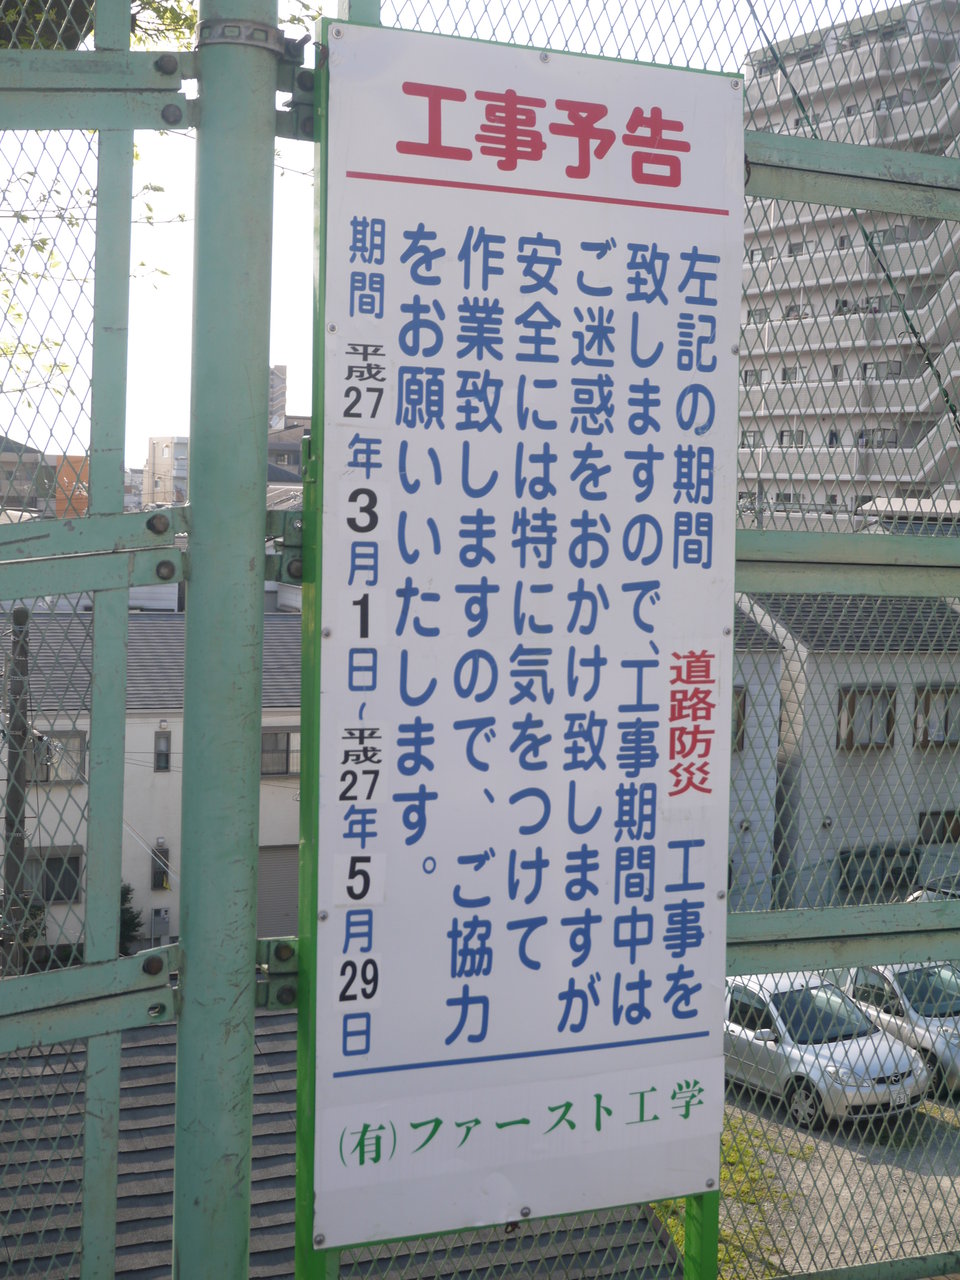 工事予告
左記の期間 道路防災 工事を
致しますので、工事期間中は
ご迷惑をおかけ致しますが
安全には特に気をつけて
作業致しますので、ご協力
をお願いいたします。
期間 平成27年3月1日~平成27年5月29日
(有)ファースト工学